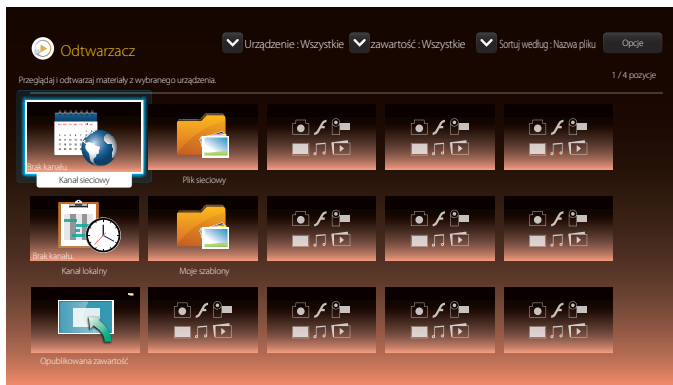 Odtwarzacz
Urządzenie : Wszystkie
zawartość : Wszystkie
Sortuj według : Nazwa pliku
Opcje
Przeglądaj i odtwarzaj materiały z wybranego urządzenia.
1 / 4 pozycje
Brak kanału.
Kanał sieciowy
Plik sieciowy
Brak kanału.
Kanał lokalny
Moje szablony
Opublikowana zawartość